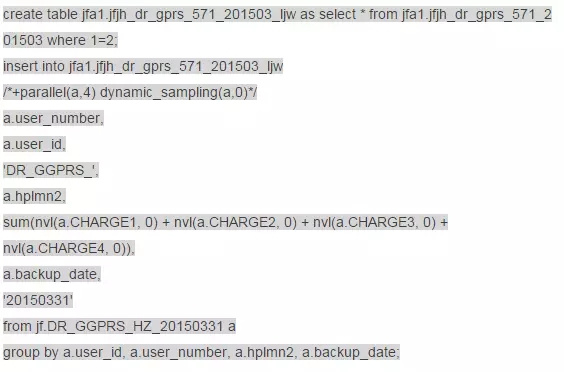 create table jfa1.jfjh_dr_gprs_571_201503_ljw as select * from jfa1.jfjh_dr_gprs_571_2
01503 where 1=2;
insert into jfa1.jfjh_dr_gprs_571_201503_ljw
/*+parallel(a,4) dynamic_sampling(a,0)*/
a.user_number,
a.user_id,
'DR_GGPRS_',
a.hplmn2,
sum(nvl(a.CHARGE1, 0) + nvl(a.CHARGE2, 0) + nvl(a.CHARGE3, 0) +
nvl(a.CHARGE4, 0)),
a.backup_date,
'20150331'
from jf.DR_GGPRS_HZ_20150331 a
group by a.user_id, a.user_number, a.hplmn2, a.backup_date;